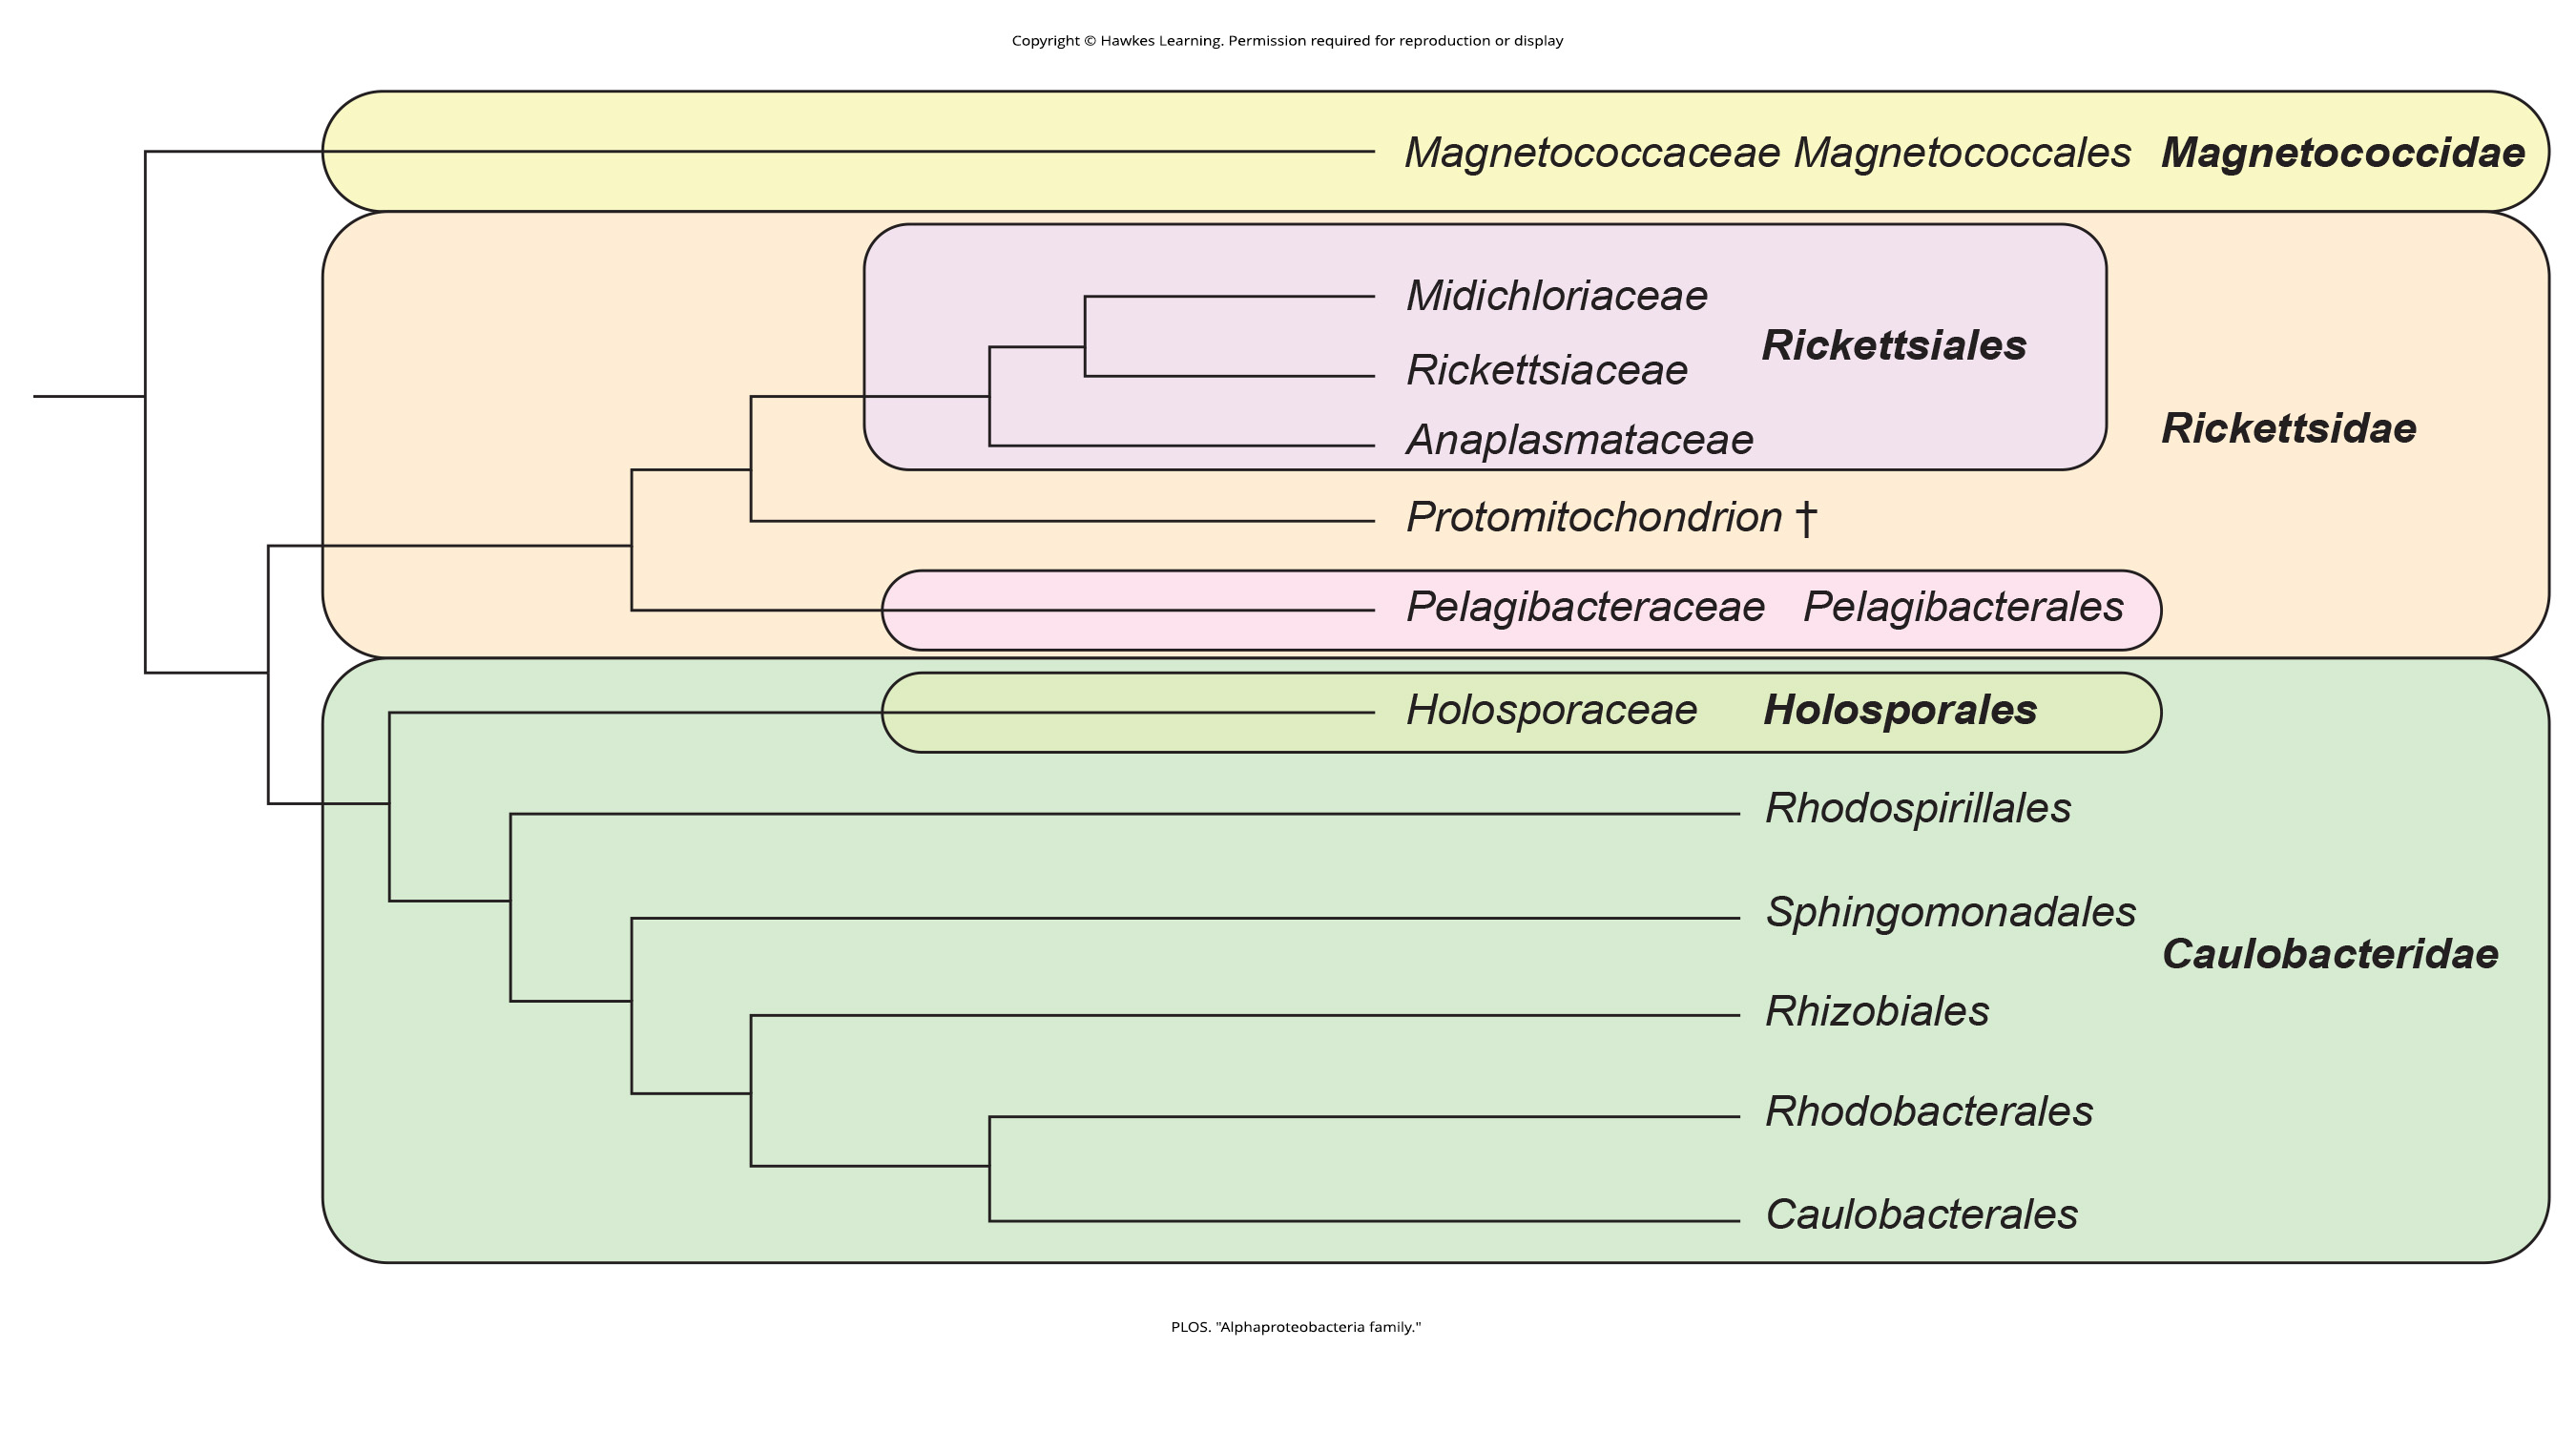 Copyright © Hawkes Learning. Permission required for reproduction or display
Magnetococcaceae Magnetococcales Magnetococcidae
Midichloriaceae
Rickettsiales
Rickettsiaceae
Rickettsidae
Anaplasmataceae
Protomitochondrion †
Pelagibacteraceae Pelagibacterales
Holosporaceae Holosporales
Rhodospirillales
Sphingomonadales
Caulobacteridae
Rhizobiales
Rhodobacterales
Caulobacterales
PLOS. "Alphaproteobacteria family."